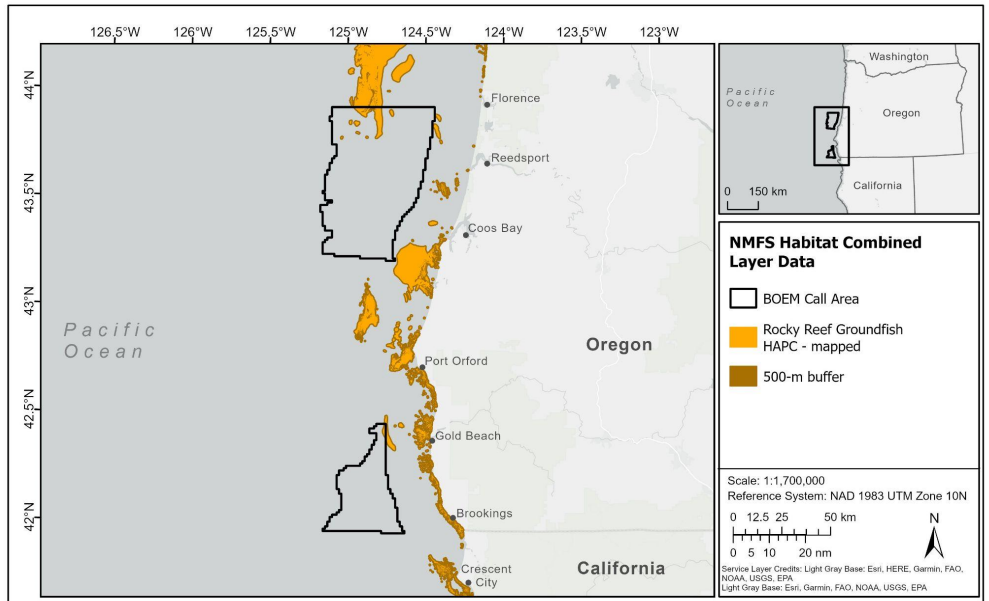 126.5°W 126°W 125.5°W 125°W 124.5°W 124°W 123.5°W 123°W
44°N
43.5°N
43°N
42.5°N
42°N
Florence
Reedsport
Coos Bay
Pacific
Ocean
Oregon
Port Orford
Gold Beach
Brookings
California
Crescent
City
Washington
Pacific
Ocean
Oregon
California
0 150 km
NMFS Habitat Combined
Layer Data
BOEM Call Area
Rocky Reef Groundfish
HAPC - mapped
500-m buffer
Scale: 1:1,700,000
Reference System: NAD 1983 UTM Zone 10N
0 12.5 25 50 km
0 5 10 20 nm
N
Service Layer Credits: Light Gray Base: Esri, HERE, Garmin, FAO,
NOAA, USGS, EPA
Light Gray Base: Esri, Garmin, FAO, NOAA, USGS, EPA